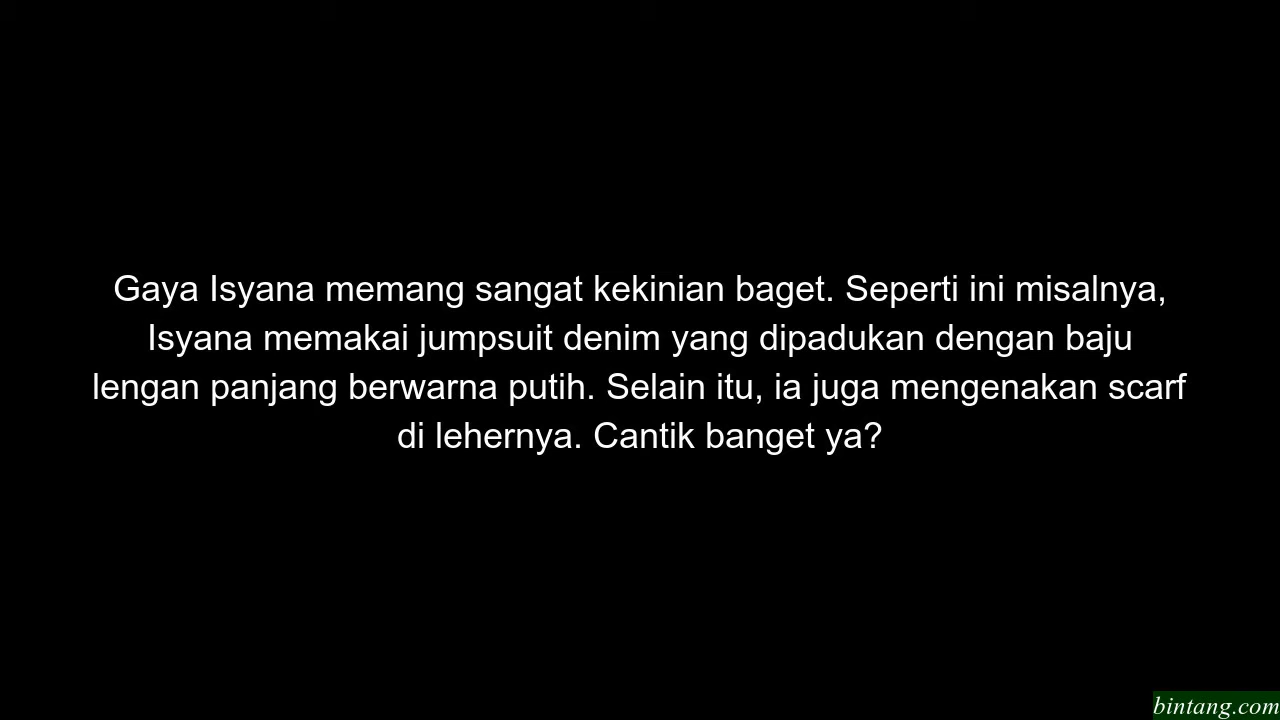 Gaya Isyana memang sangat kekinian baget. Seperti ini misalnya,
Isyana memakai jumpsuit denim yang dipadukan dengan baju
lengan panjang berwarna putih. Selain itu, ia juga mengenakan scarf
di lehernya. Cantik banget ya?
bintang.com